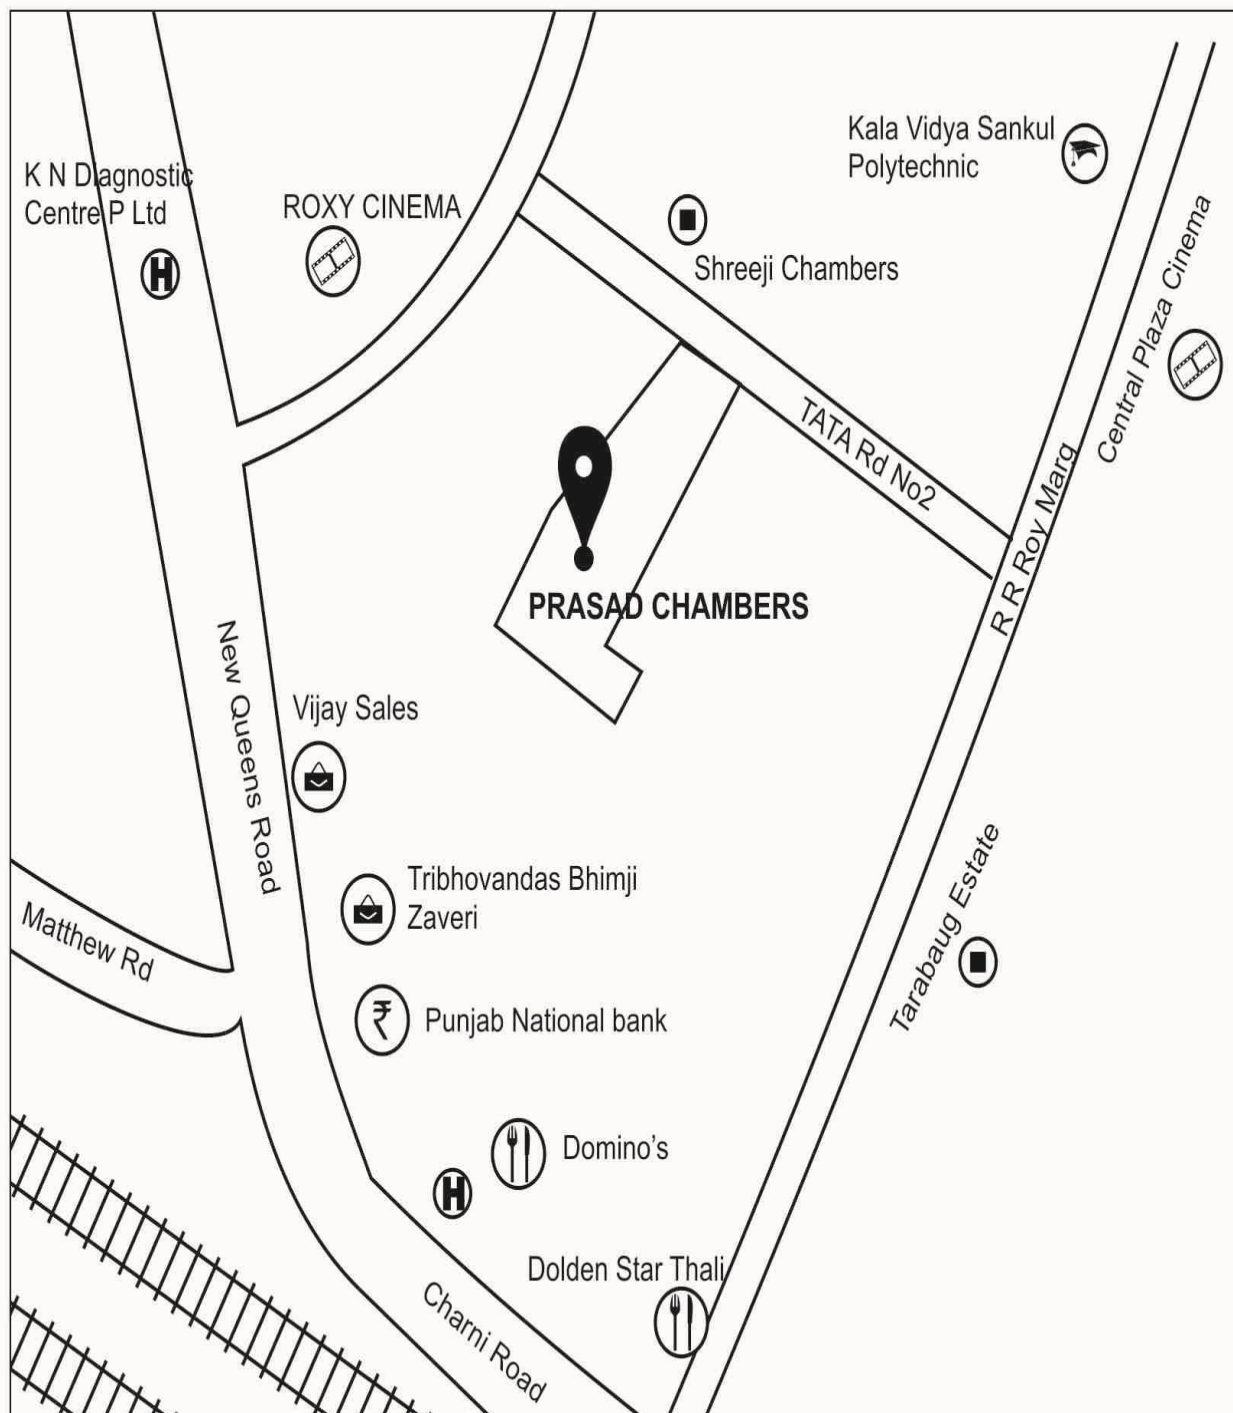 Kala Vidya Sankul
Polytechnic
K N Diagnostic
Centre P Ltd
ROXY CINEMA
Shreeji Chambers
Central Plaza Cinema
TATA Rd No2
R R Roy Marg
PRASAD CHAMBERS
New Queens Road
Vijay Sales
Tribhovandas Bhimji
Zaveri
Matthew Rd
Tarabaug Estate
₹
Punjab National bank
H
Domino's
H
Dolden Star Thali
Charni Road
H